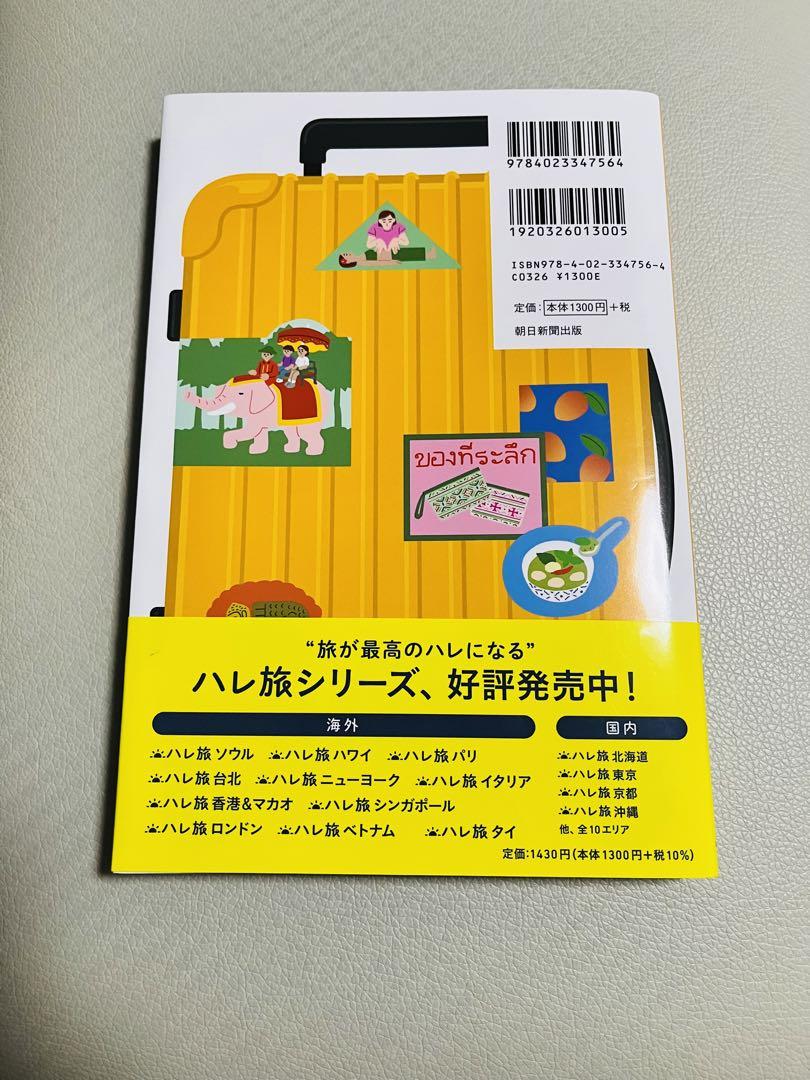 9784023347564
1920326013005
ISBN978-4-02-334756-4
C0326 ¥1300E
定価：本体1300円＋税
朝日新聞出版
ของที่ระลึก
“旅が最高のハレになる”
ハレ旅シリーズ、好評発売中！
海外
ハレ旅 ソウル ハレ旅 ハワイ ハレ旅 パリ
ハレ旅 台北 ハレ旅 ニューヨーク ハレ旅 イタリア
ハレ旅 香港＆マカオ ハレ旅 シンガポール
ハレ旅 ロンドン ハレ旅 ベトナム ハレ旅 タイ
国内
ハレ旅 北海道
ハレ旅 東京
ハレ旅 京都
ハレ旅 沖縄
他、全10エリア
定価：1430円（本体1300円＋税10％）